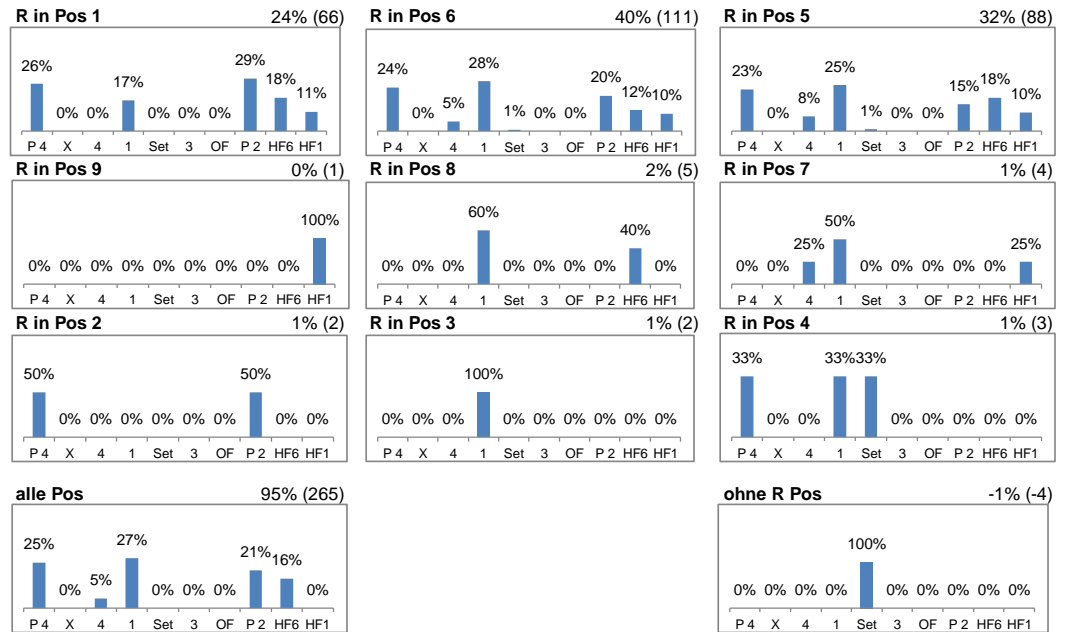 R in Pos 1 24% (66)
26% 0% 0% 17% 0% 0% 0% 29% 18% 11%
P 4 X 4 1 Set 3 OF P 2 HF6 HF1
R in Pos 6 40% (111)
24% 0% 5% 28% 1% 0% 0% 20% 12% 10%
P 4 X 4 1 Set 3 OF P 2 HF6 HF1
R in Pos 5 32% (88)
23% 0% 8% 25% 1% 0% 0% 15% 18% 10%
P 4 X 4 1 Set 3 OF P 2 HF6 HF1
R in Pos 9 0% (1)
0% 0% 0% 0% 0% 0% 0% 0% 0% 100%
P 4 X 4 1 Set 3 OF P 2 HF6 HF1
R in Pos 8 2% (5)
0% 0% 0% 60% 0% 0% 0% 0% 40% 0%
P 4 X 4 1 Set 3 OF P 2 HF6 HF1
R in Pos 7 1% (4)
0% 0% 25% 50% 0% 0% 0% 0% 0% 25%
P 4 X 4 1 Set 3 OF P 2 HF6 HF1
R in Pos 2 1% (2)
50% 0% 0% 0% 0% 0% 0% 50% 0% 0%
P 4 X 4 1 Set 3 OF P 2 HF6 HF1
R in Pos 3 1% (2)
0% 0% 0% 100% 0% 0% 0% 0% 0% 0%
P 4 X 4 1 Set 3 OF P 2 HF6 HF1
R in Pos 4 1% (3)
33% 0% 0% 33% 33% 0% 0% 0% 0% 0%
P 4 X 4 1 Set 3 OF P 2 HF6 HF1
alle Pos 95% (265)
25% 0% 5% 27% 0% 0% 0% 21% 16% 0%
P 4 X 4 1 Set 3 OF P 2 HF6 HF1
ohne R Pos -1% (-4)
0% 0% 0% 0% 100% 0% 0% 0% 0% 0%
P 4 X 4 1 Set 3 OF P 2 HF6 HF1